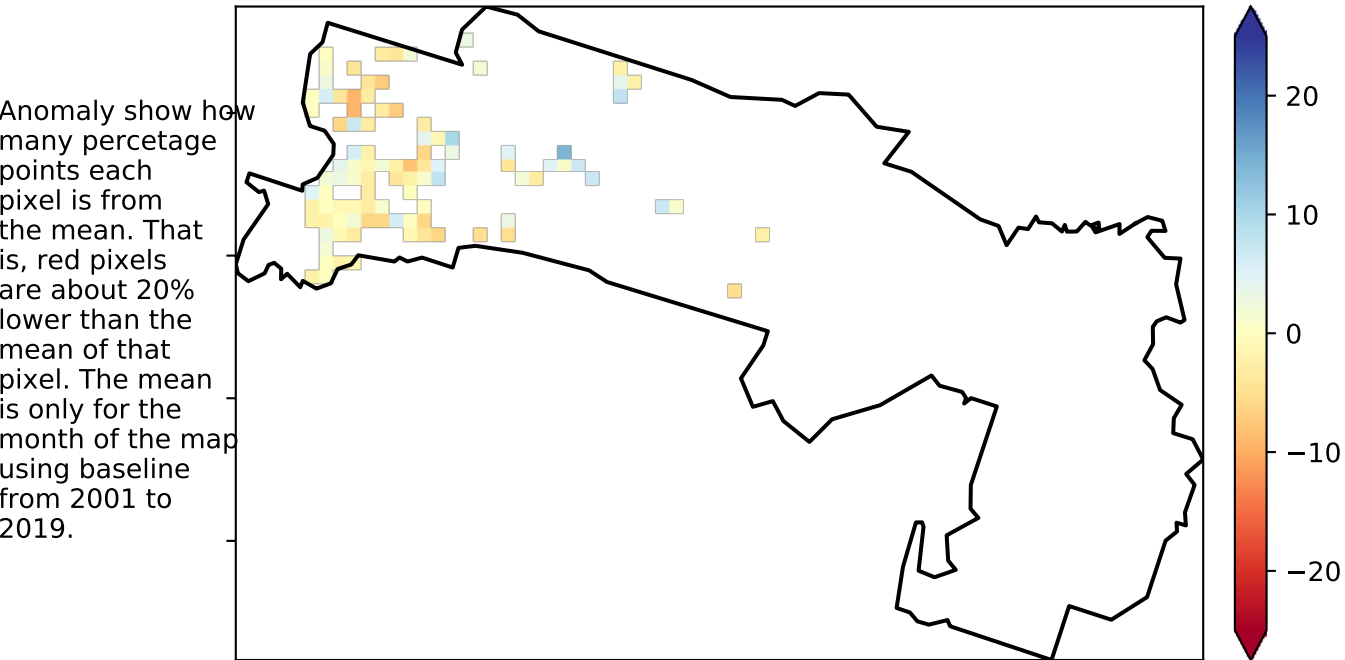 Anomaly show how
many percetage
points each
pixel is from
the mean. That
is, red pixels
are about 20%
lower than the
mean of that
pixel. The mean
is only for the
month of the map
using baseline
from 2001 to
2019.
20
10
0
−10
−20